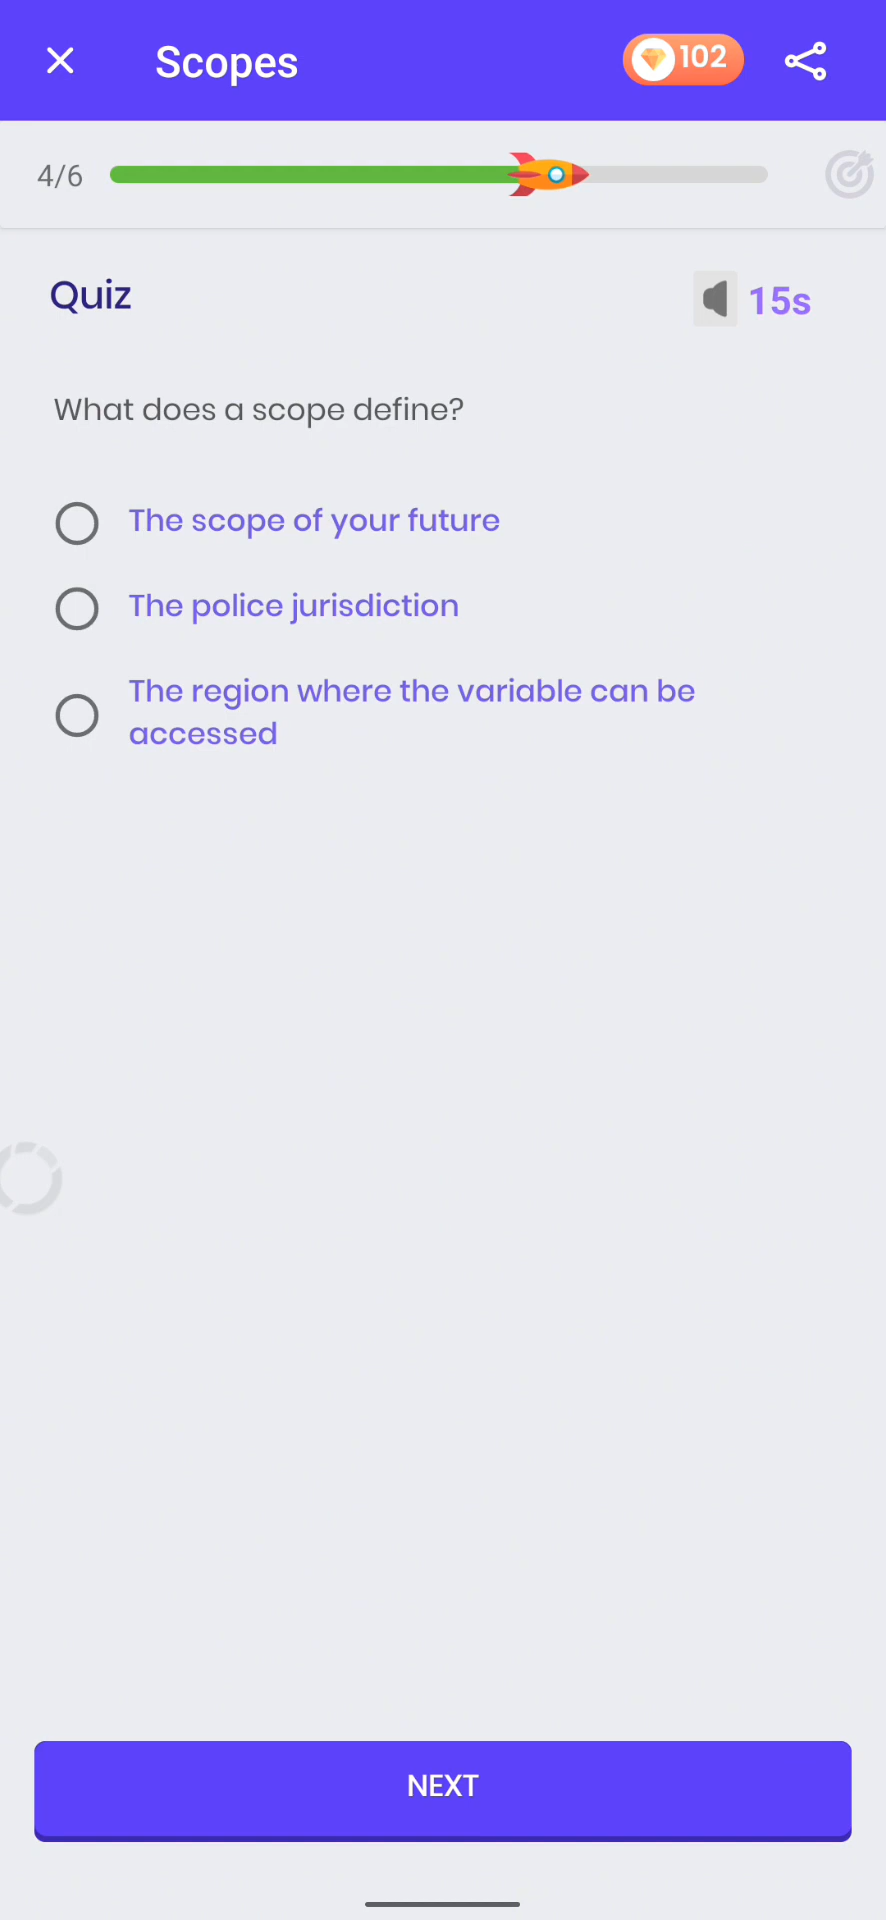 Scopes
102
4/6
Quiz
15s
What does a scope define?
The scope of your future
The police jurisdiction
The region where the variable can be
accessed
NEXT